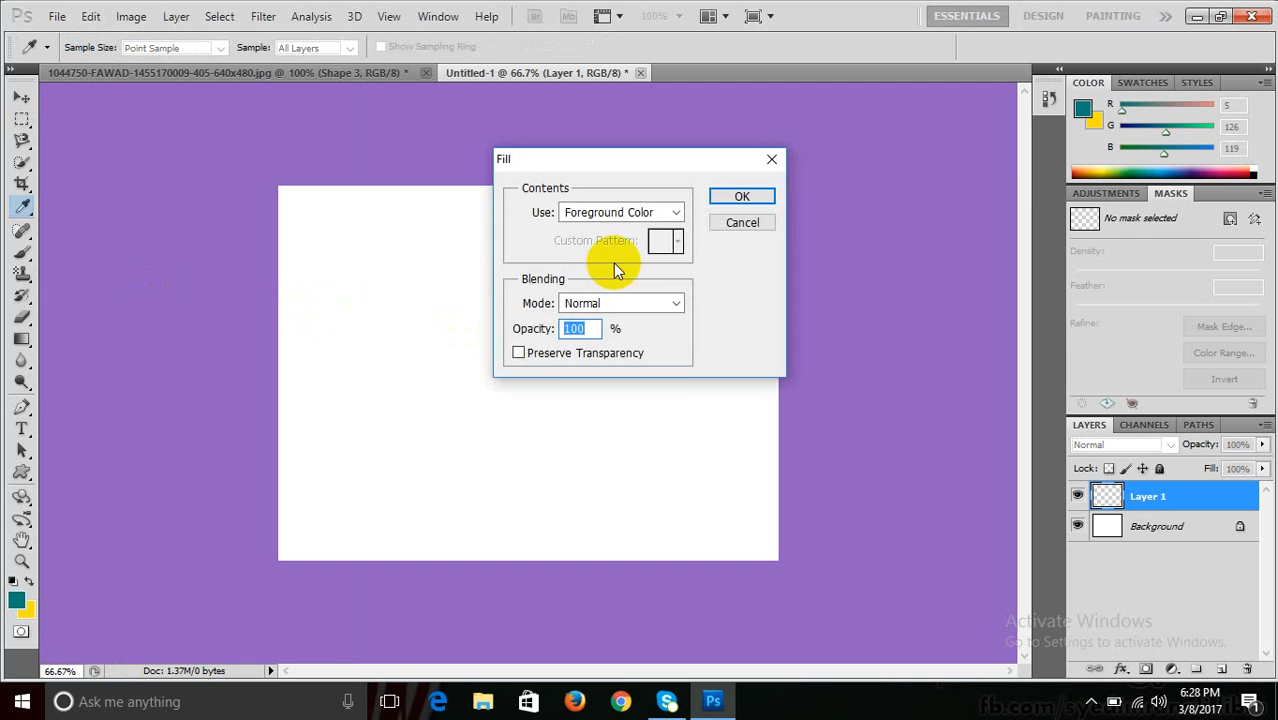 Ps File Edit Image Layer Select Filter Analysis 3D View Window Help Br Mb 100% ESSENTIALS DESIGN PAINTING
Sample Size: Point Sample Sample: All Layers Show Sampling Ring
1044750-FAWAD-1455170009-405-640x480.jpg @ 100% (Shape 3, RGB/8) * Untitled-1 @ 66.7% (Layer 1, RGB/8) *
COLOR SWATCHES STYLES
R 5
G 126
B 119
Fill
Contents
Use: Foreground Color
Custom Pattern:
OK
Cancel
Blending
Mode: Normal
Opacity: 100 %
Preserve Transparency
ADJUSTMENTS MASKS
No mask selected
Density:
Feather:
Refine: Mask Edge...
Color Range...
Invert
LAYERS CHANNELS PATHS
Normal Opacity: 100%
Lock: Fill: 100%
Layer 1
Background
T
Activate Windows
Go to Settings to activate Windows.
66.67% Doc: 1.37M/0 bytes
fx
Ask me anything
Ps
6:28 PM
3/8/2017